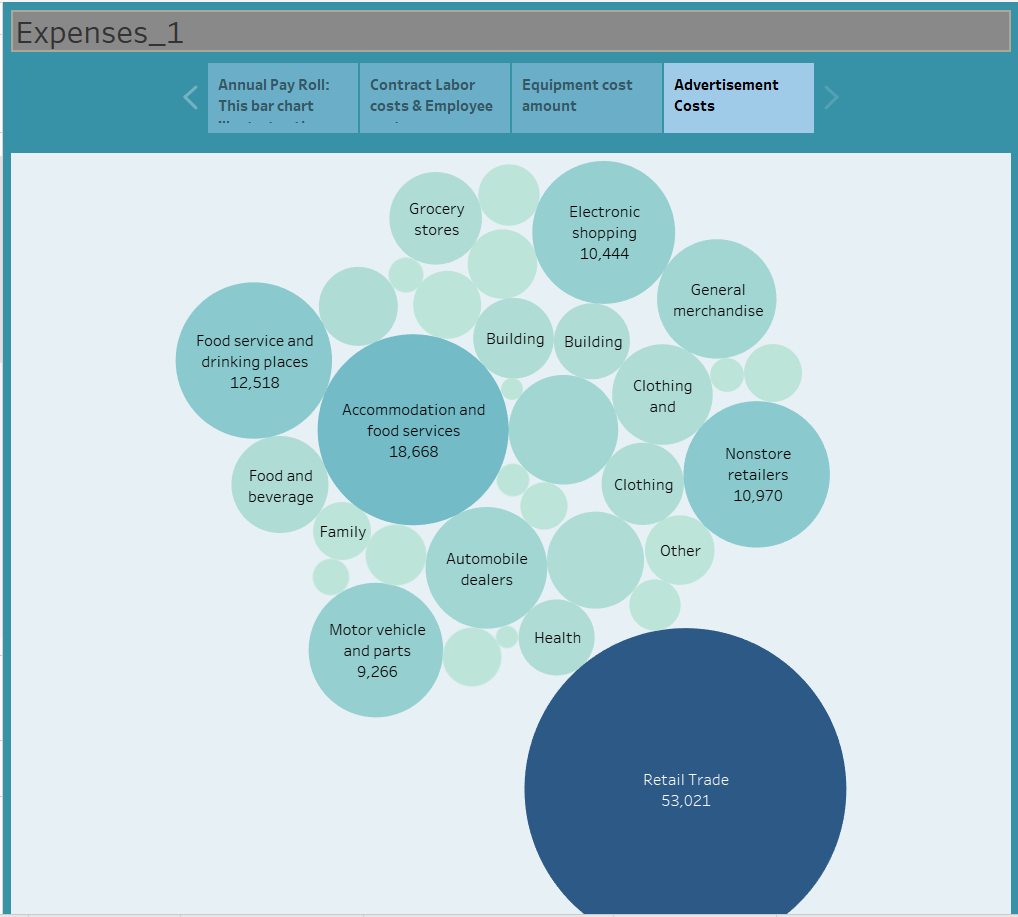 Expenses_1
Annual Pay Roll:
This bar chart
Contract Labor
costs & Employee
Equipment cost
amount
Advertisement
Costs
Grocery
stores
Electronic
shopping
10,444
General
merchandise
Food service and
drinking places
12,518
Building
Building
Clothing
and
Accommodation and
food services
18,668
Nonstore
retailers
10,970
Food and
beverage
Clothing
Family
Other
Automobile
dealers
Motor vehicle
and parts
9,266
Health
Retail Trade
53,021